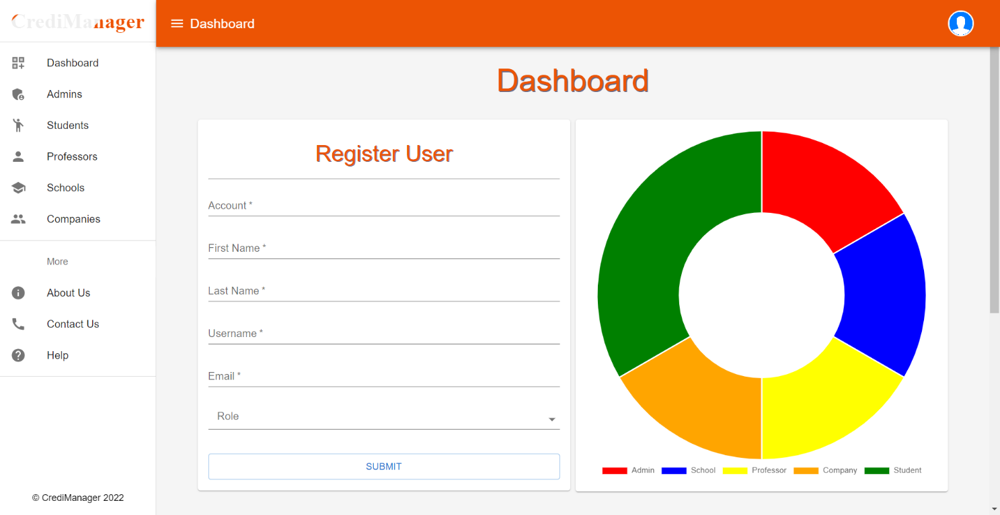 CrediManager
Dashboard
Dashboard
Admins
Students
Professors
Schools
Companies
More
About Us
Contact Us
Help
© CrediManager 2022
Dashboard
Register User
Account *
First Name *
Last Name *
Username *
Email *
Role
SUBMIT
Admin School Professor Company Student